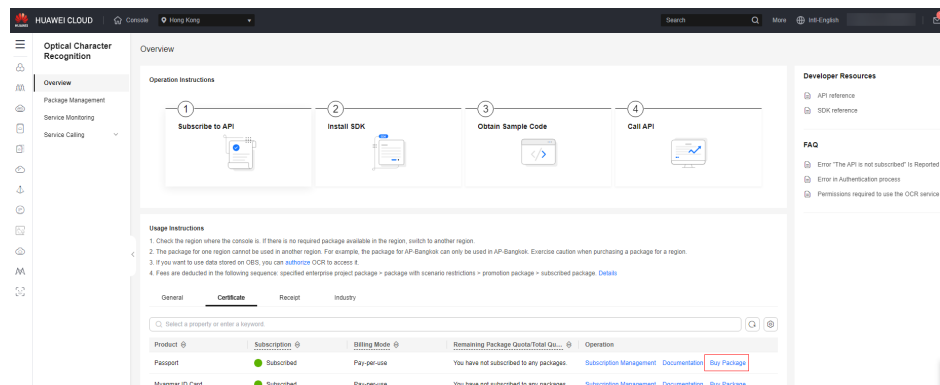 HUAWEI
HUAWEI CLOUD
Console
Hong Kong
Search
More
Intl-English
Optical Character
Recognition
Overview
Package Management
Service Monitoring
Service Calling
Overview
Operation Instructions
1
Subscribe to API
2
Install SDK
3
Obtain Sample Code
4
Call API
Developer Resources
API reference
SDK reference
FAQ
Error "The API is not subscribed" Is Reported
Error in Authentication process
Permissions required to use the OCR service
Usage Instructions
1. Check the region where the console is. If there is no required package available in the region, switch to another region.
2. The package for one region cannot be used in another region. For example, the package for AP-Bangkok can only be used in AP-Bangkok. Exercise caution when purchasing a package for a region.
3. If you want to use data stored on OBS, you can authorize OCR to access it.
4. Fees are deducted in the following sequence: specified enterprise project package > package with scenario restrictions > promotion package > subscribed package. Details
General Certificate Receipt Industry
Select a property or enter a keyword.
Product Subscription Billing Mode Remaining Package Quota/Total Qu... Operation
Passport Subscribed Pay-per-use You have not subscribed to any packages. Subscription Management Documentation Buy Package
Myanmar ID Card Subscribed Pay-per-use You have not subscribed to any packages. Subscription Management Documentation Buy Package